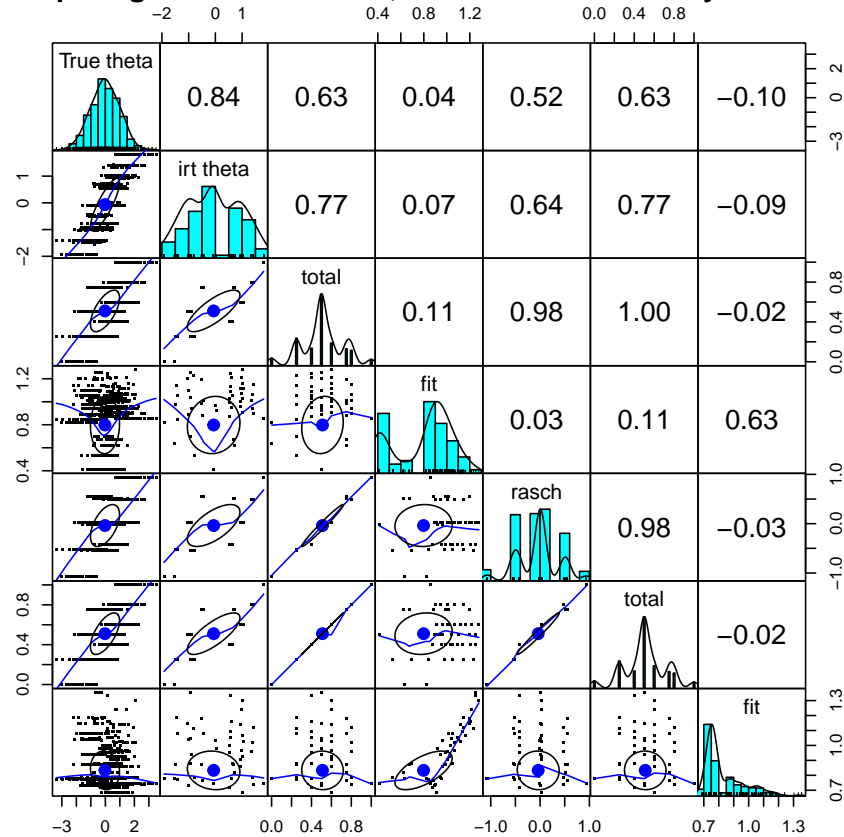 −2 0 1 0.4 0.8 1.2 0.0 0.4 0.8
True theta
0.84 0.63 0.04 0.52 0.63 −0.10
−3 0 2
−2 0 1
irt theta
0.77 0.07 0.64 0.77 −0.09
total
0.11 0.98 1.00 −0.02
0.0 0.4 0.8
0.4 0.8 1.2
fit
0.03 0.11 0.63
rasch
0.98 −0.03
−1.0 0.0 1.0
0.0 0.4 0.8
total
−0.02
fit
0.7 1.0 1.3
−3 0 2 0.0 0.4 0.8 −1.0 0.0 1.0 0.7 1.0 1.3